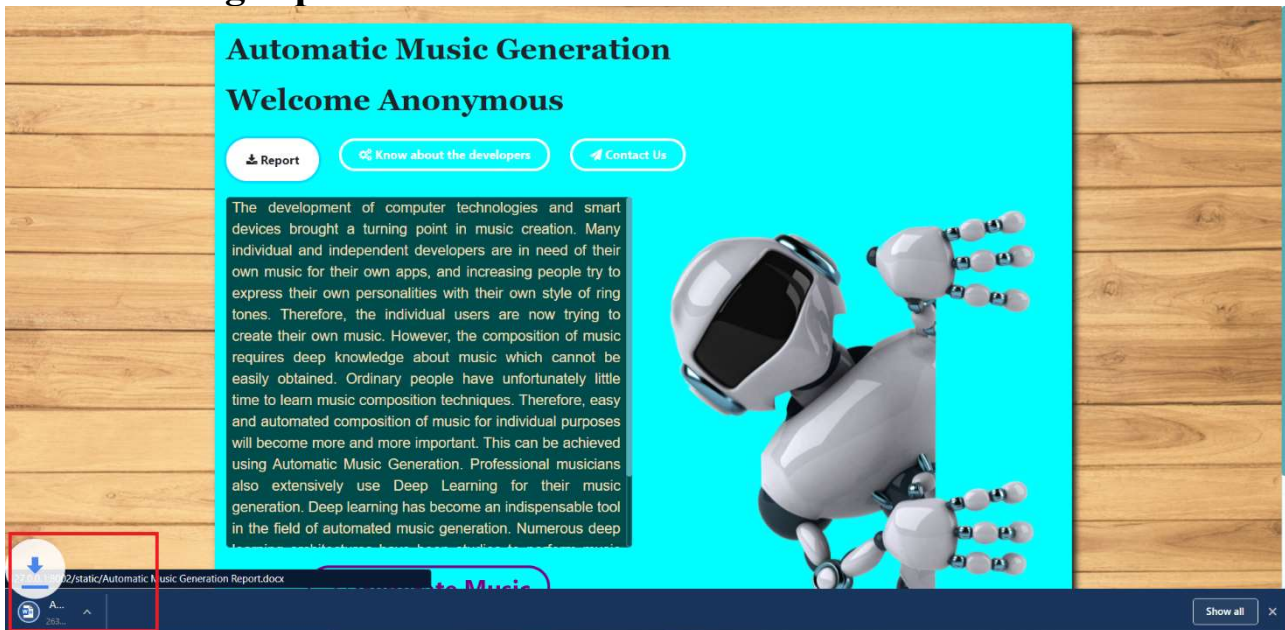 Automatic Music Generation
Welcome Anonymous
Report
Know about the developers
Contact Us
The development of computer technologies and smart
devices brought a turning point in music creation. Many
individual and independent developers are in need of their
own music for their own apps, and increasing people try to
express their own personalities with their own style of ring
tones. Therefore, the individual users are now trying to
create their own music. However, the composition of music
requires deep knowledge about music which cannot be
easily obtained. Ordinary people have unfortunately little
time to learn music composition techniques. Therefore, easy
and automated composition of music for individual purposes
will become more and more important. This can be achieved
using Automatic Music Generation. Professional musicians
also extensively use Deep Learning for their music
generation. Deep learning has become an indispensable tool
in the field of automated music generation. Numerous deep
to Music
002/static/Automatic Music Generation Report.docx
A...
263...
Show all